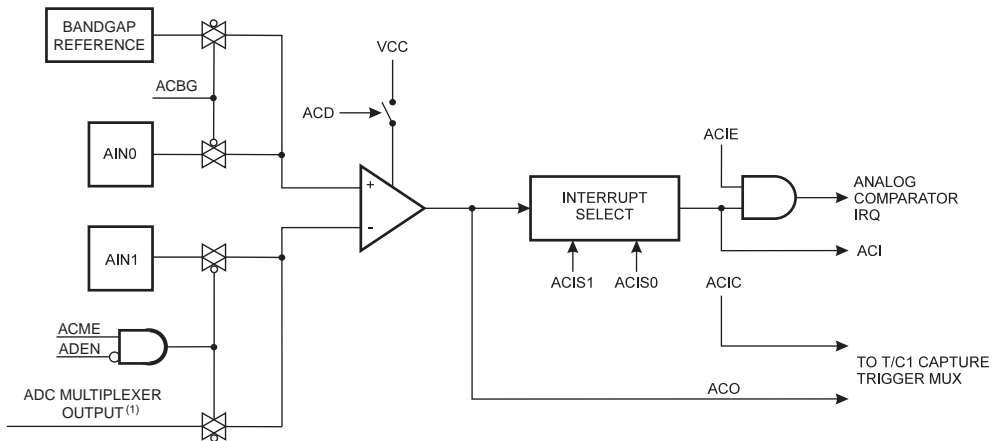 BANDGAP
REFERENCE
VCC
ACBG
ACD
AIN0
ACIE
+
INTERRUPT
SELECT
ANALOG
COMPARATOR
IRQ
-
AIN1
ACI
ACIS1 ACIS0 ACIC
ACME
ADEN
TO T/C1 CAPTURE
TRIGGER MUX
ADC MULTIPLEXER
OUTPUT (1)
ACO